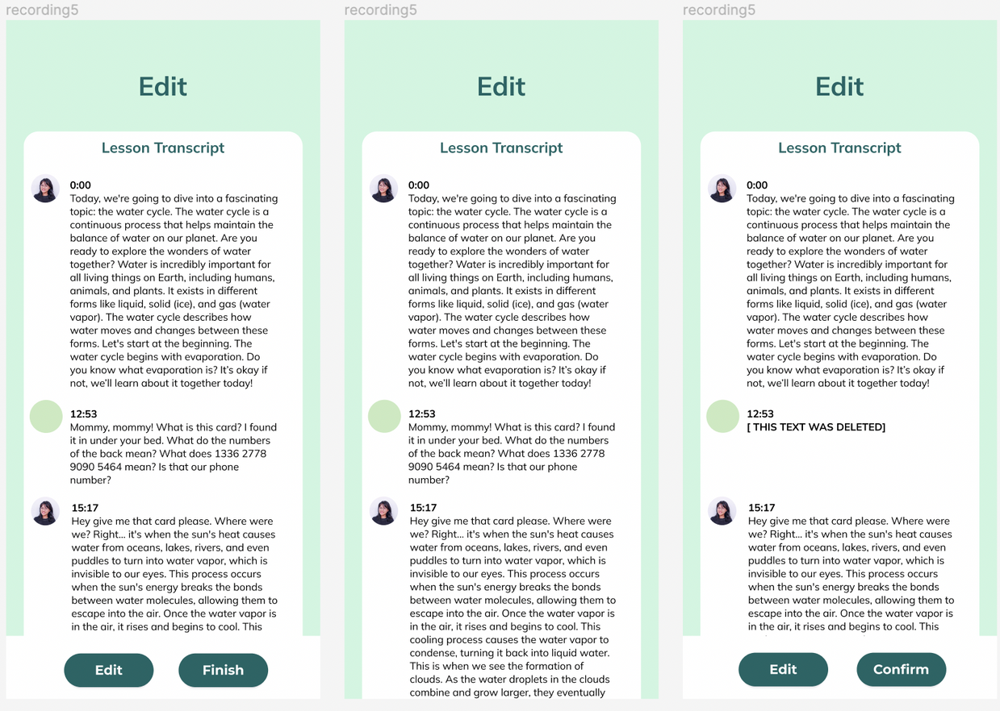 recording5
Edit
Lesson Transcript
0:00
Today, we're going to dive into a fascinating
topic: the water cycle. The water cycle is a
continuous process that helps maintain the
balance of water on our planet. Are you
ready to explore the wonders of water
together? Water is incredibly important for
all living things on Earth, including humans,
animals, and plants. It exists in different
forms like liquid, solid (ice), and gas (water
vapor). The water cycle describes how
water moves and changes between these
forms. Let's start at the beginning. The
water cycle begins with evaporation. Do
you know what evaporation is? It’s okay if
not, we’ll learn about it together today!
12:53
Mommy, mommy! What is this card? I found
it in under your bed. What do the numbers
of the back mean? What does 1336 2778
9090 5464 mean? Is that our phone
number?
15:17
Hey give me that card please. Where were
we? Right... it's when the sun's heat causes
water from oceans, lakes, rivers, and even
puddles to turn into water vapor, which is
invisible to our eyes. This process occurs
when the sun's energy breaks the bonds
between water molecules, allowing them to
escape into the air. Once the water vapor is
in the air, it rises and begins to cool. This
Edit
Finish
recording5
Edit
Lesson Transcript
0:00
Today, we're going to dive into a fascinating
topic: the water cycle. The water cycle is a
continuous process that helps maintain the
balance of water on our planet. Are you
ready to explore the wonders of water
together? Water is incredibly important for
all living things on Earth, including humans,
animals, and plants. It exists in different
forms like liquid, solid (ice), and gas (water
vapor). The water cycle describes how
water moves and changes between these
forms. Let's start at the beginning. The
water cycle begins with evaporation. Do
you know what evaporation is? It’s okay if
not, we’ll learn about it together today!
12:53
Mommy, mommy! What is this card? I found
it in under your bed. What do the numbers
of the back mean? What does 1336 2778
9090 5464 mean? Is that our phone
number?
15:17
Hey give me that card please. Where were
we? Right... it's when the sun's heat causes
water from oceans, lakes, rivers, and even
puddles to turn into water vapor, which is
invisible to our eyes. This process occurs
when the sun's energy breaks the bonds
between water molecules, allowing them to
escape into the air. Once the water vapor is
in the air, it rises and begins to cool. This
cooling process causes the water vapor to
condense, turning it back into liquid water.
This is when we see the formation of
clouds. As the water droplets in the clouds
combine and grow larger, they eventually
recording5
Edit
Lesson Transcript
0:00
Today, we're going to dive into a fascinating
topic: the water cycle. The water cycle is a
continuous process that helps maintain the
balance of water on our planet. Are you
ready to explore the wonders of water
together? Water is incredibly important for
all living things on Earth, including humans,
animals, and plants. It exists in different
forms like liquid, solid (ice), and gas (water
vapor). The water cycle describes how
water moves and changes between these
forms. Let's start at the beginning. The
water cycle begins with evaporation. Do
you know what evaporation is? It’s okay if
not, we’ll learn about it together today!
12:53
[ THIS TEXT WAS DELETED]
15:17
Hey give me that card please. Where were
we? Right... it's when the sun's heat causes
water from oceans, lakes, rivers, and even
puddles to turn into water vapor, which is
invisible to our eyes. This process occurs
when the sun's energy breaks the bonds
between water molecules, allowing them to
escape into the air. Once the water vapor is
in the air, it rises and begins to cool. This
Edit
Confirm